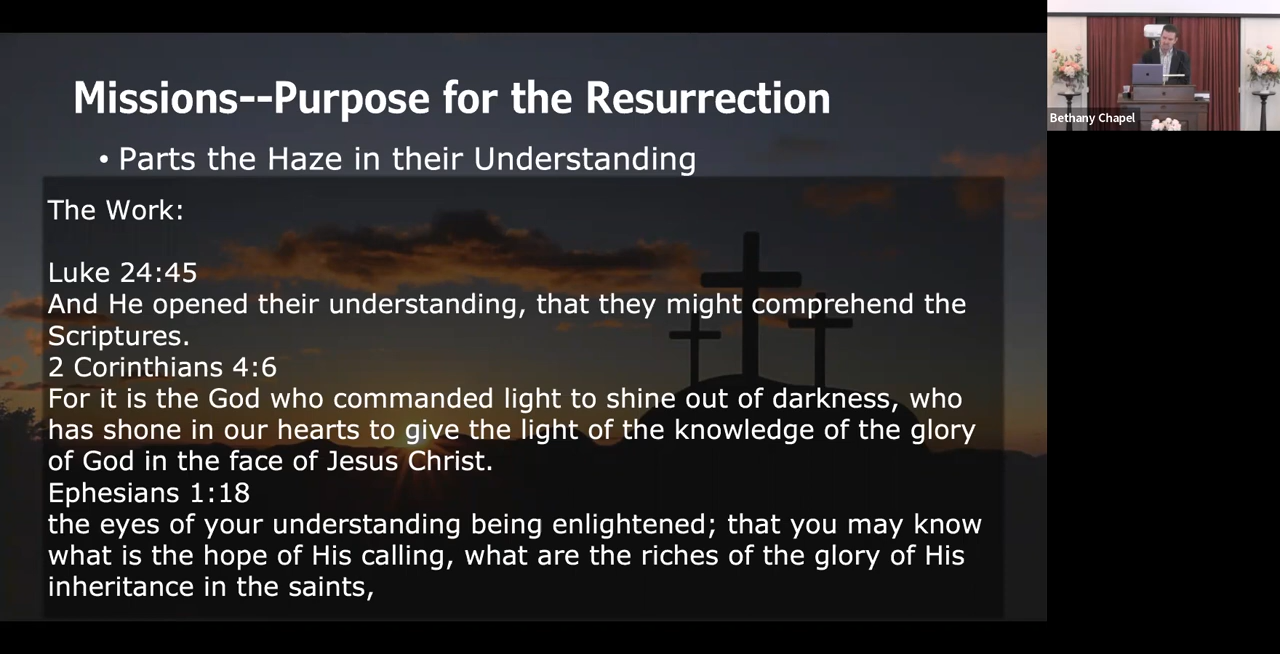 Missions--Purpose for the Resurrection
• Parts the Haze in their Understanding
The Work:
Luke 24:45
And He opened their understanding, that they might comprehend the
Scriptures.
2 Corinthians 4:6
For it is the God who commanded light to shine out of darkness, who
has shone in our hearts to give the light of the knowledge of the glory
of God in the face of Jesus Christ.
Ephesians 1:18
the eyes of your understanding being enlightened; that you may know
what is the hope of His calling, what are the riches of the glory of His
inheritance in the saints,
Bethany Chapel